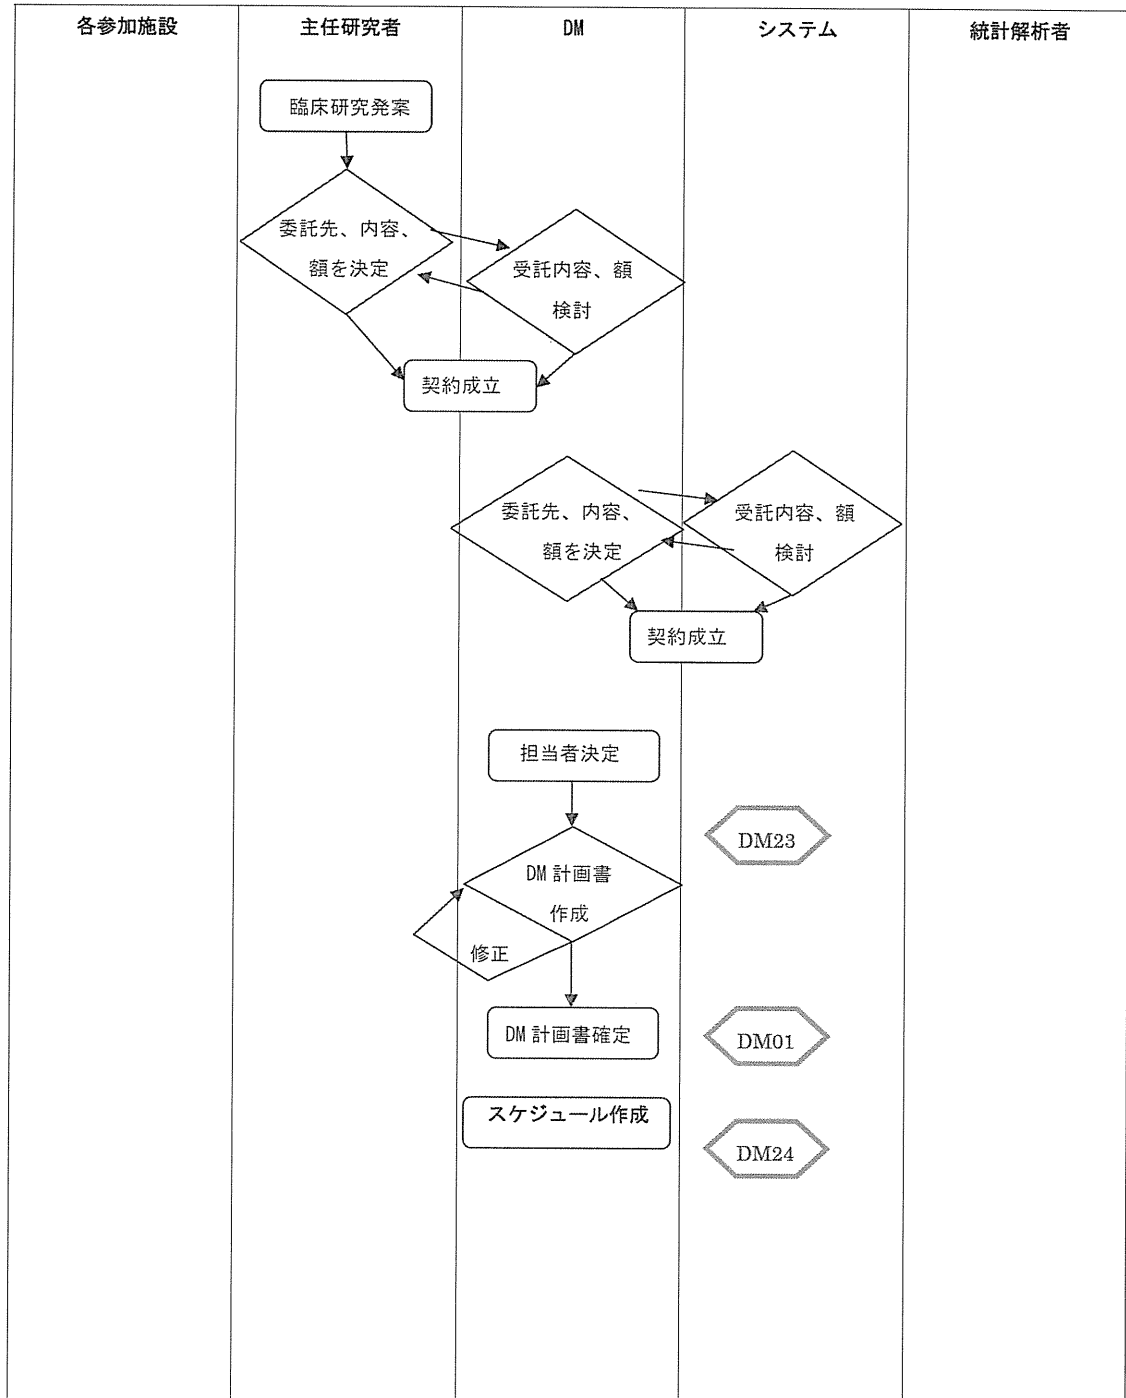 各参加施設
主任研究者
DM
システム
統計解析者
臨床研究発案
委託先、内容、
額を決定
受託内容、額
検討
契約成立
委託先、内容、
額を決定
受託内容、額
検討
契約成立
担当者決定
DM23
DM 計画書
作成
修正
DM 計画書確定
DM01
スケジュール作成
DM24